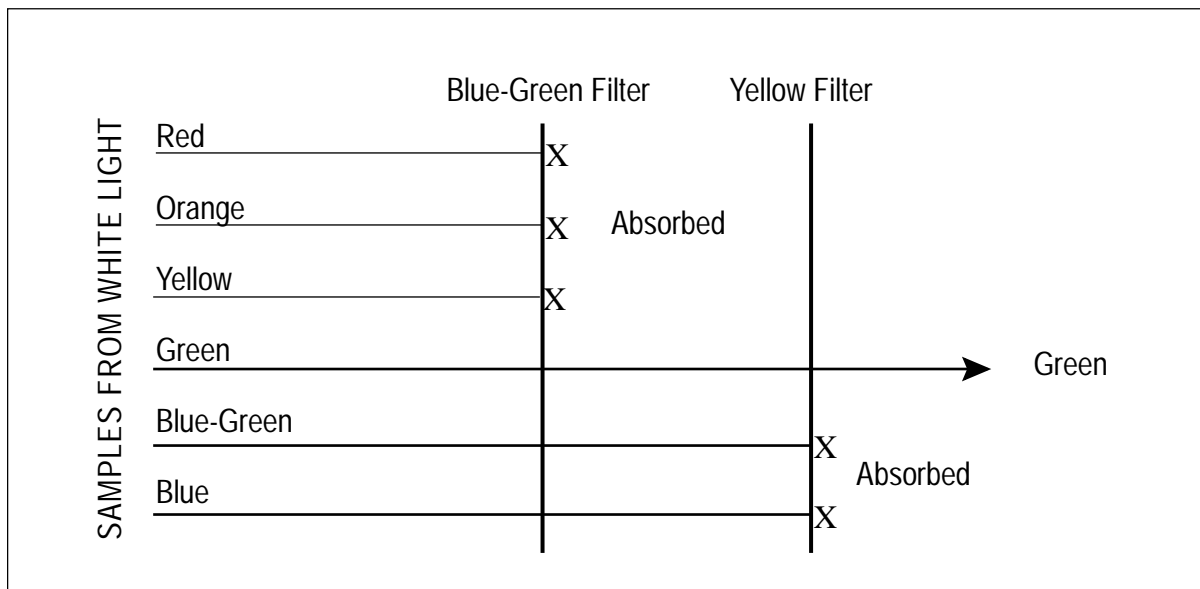 Blue-Green Filter
Yellow Filter
SAMPLES FROM WHITE LIGHT
Red
X
Orange
X
Absorbed
Yellow
X
Green
Green
Blue-Green
X
Absorbed
Blue
X